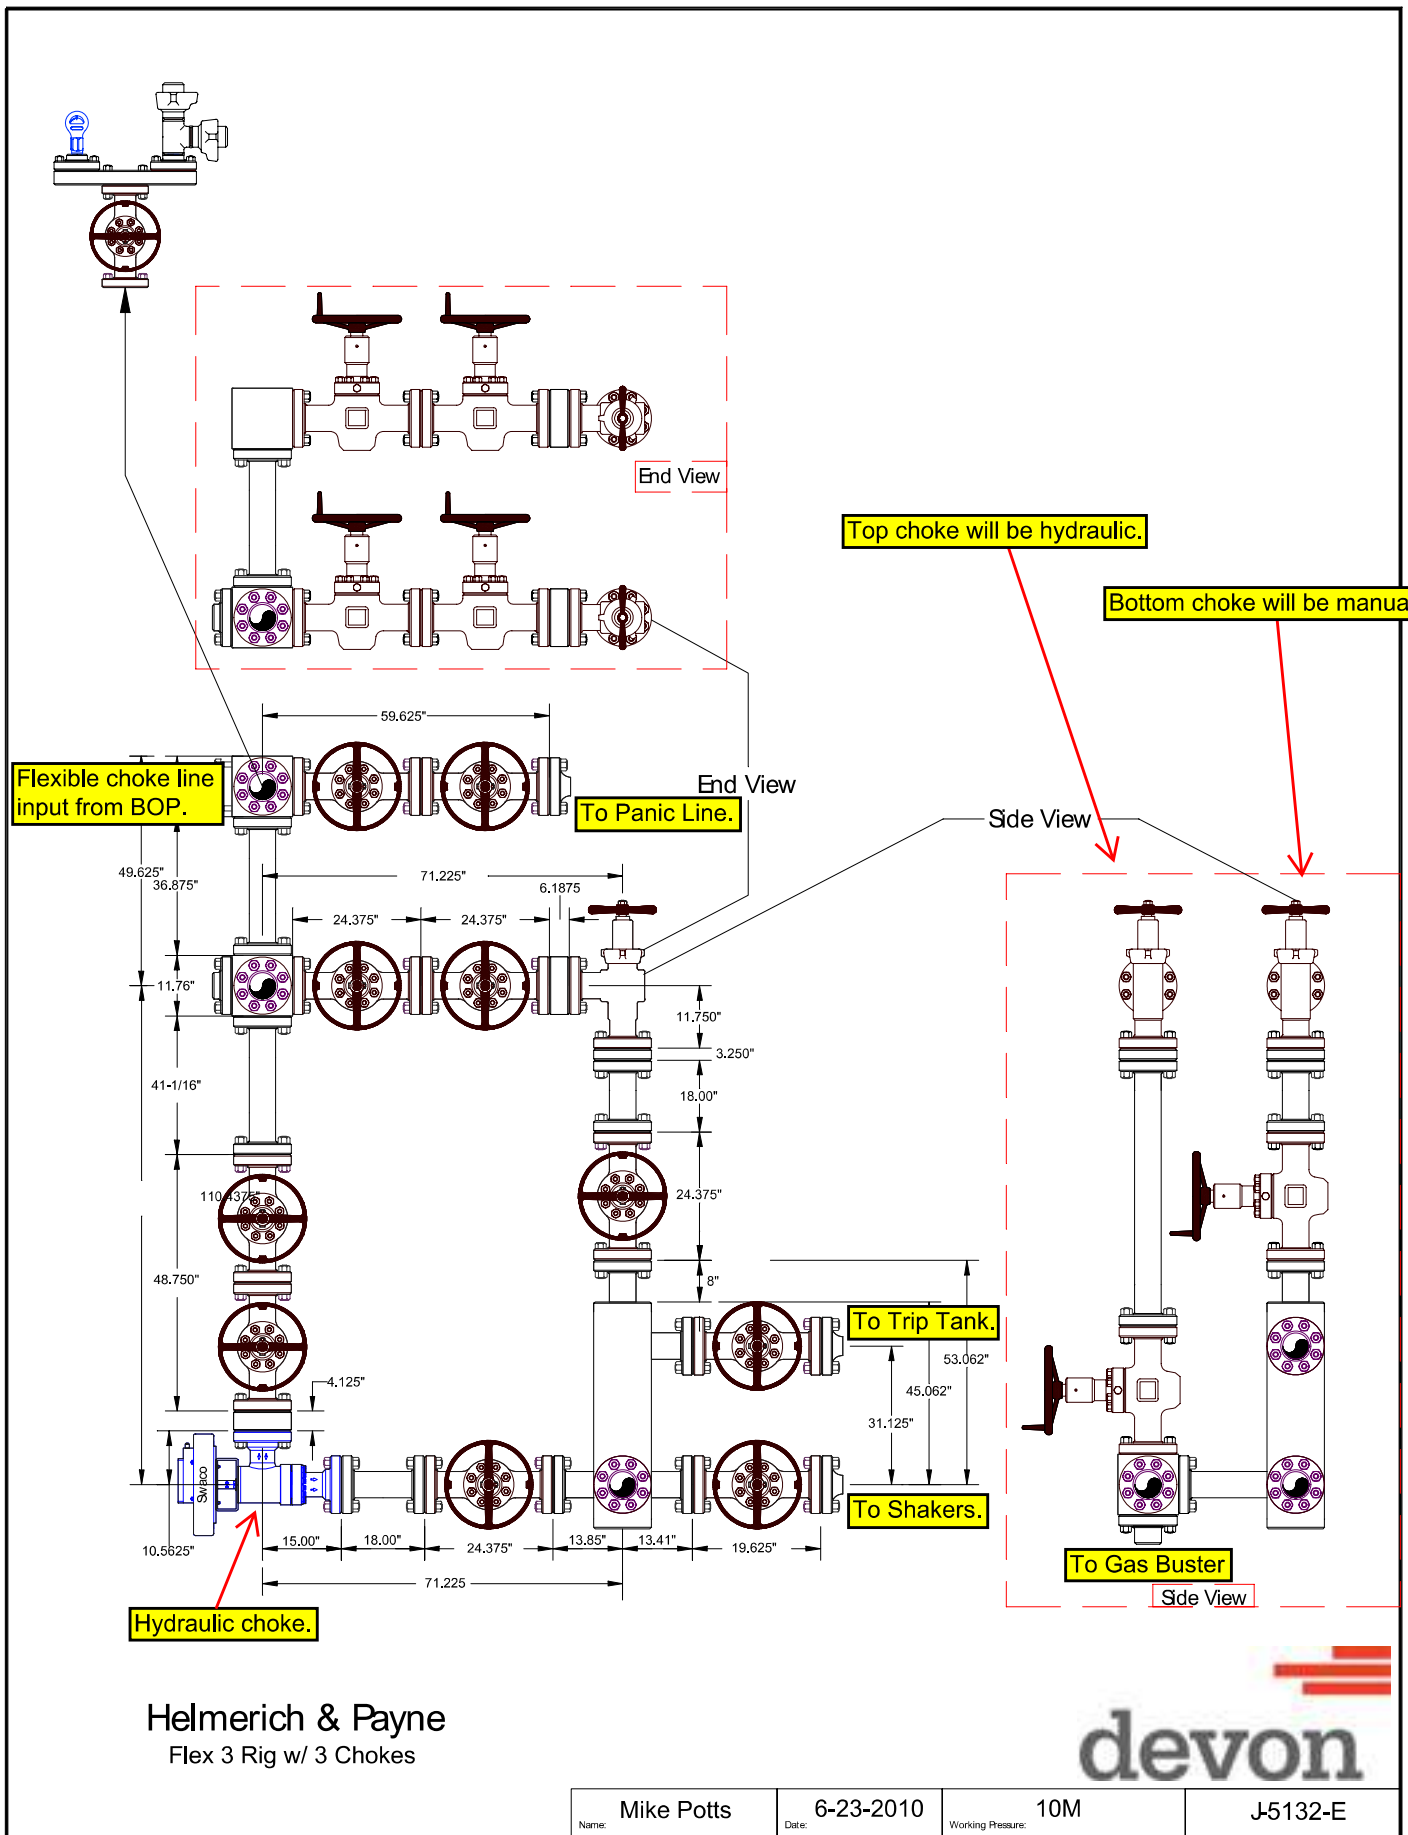 End View
Top choke will be hydraulic.
Bottom choke will be manua
59.625"
Flexible choke line
input from BOP.
End View
To Panic Line.
Side View
49.625"
36.875"
71.225"
6.1875
24.375"
24.375"
11.76"
11.750"
3.250"
41-1/16"
18.00"
110.4375"
24.375"
48.750"
8"
To Trip Tank.
53.062"
4.125"
45.062"
31.125"
Swaco
To Shakers.
10.5625"
15.00"
18.00"
24.375"
13.85"
13.41"
19.625"
To Gas Buster
71.225
Side View
Hydraulic choke.
Helmerich & Payne
Flex 3 Rig w/ 3 Chokes
devon
Name: Mike Potts
Date: 6-23-2010
Working Pressure: 10M
J-5132-E